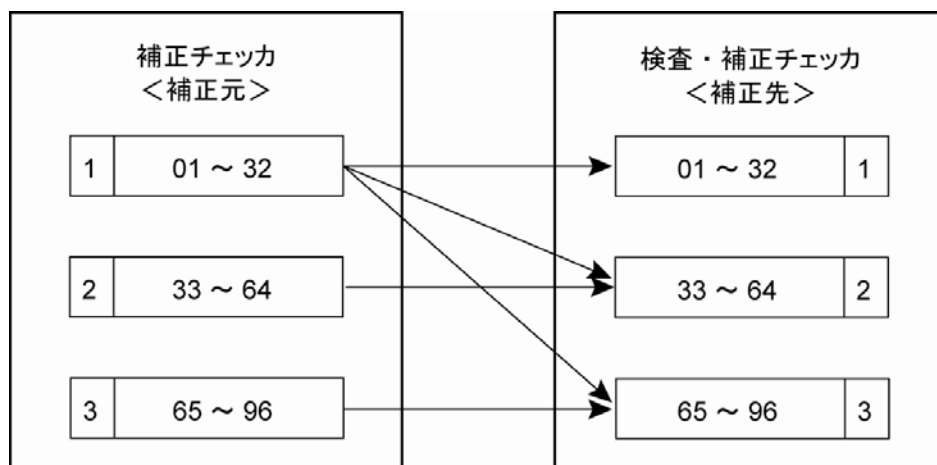 補正チェッカ
＜補正元＞
1 01 ～ 32
2 33 ～ 64
3 65 ～ 96
検査・補正チェッカ
＜補正先＞
01 ～ 32 1
33 ～ 64 2
65 ～ 96 3